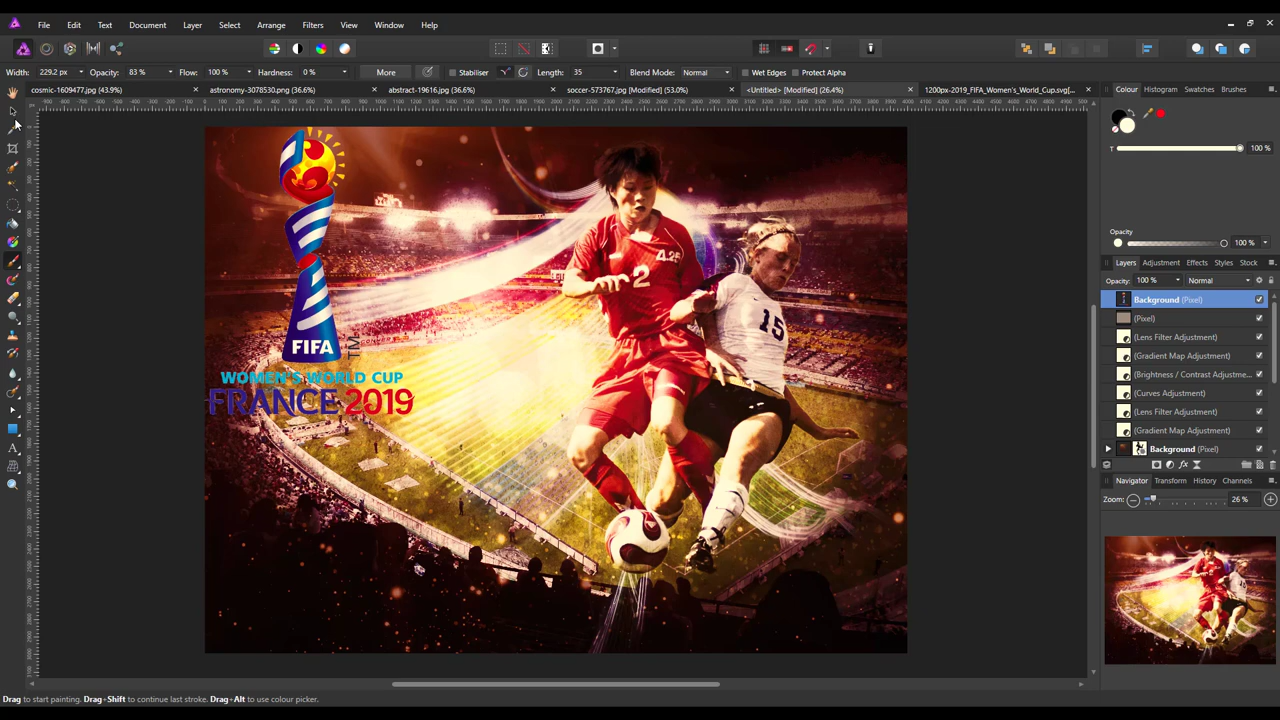 File Edit Text Document Layer Select Arrange Filters View Window Help
Width: 229.2 px Opacity: 83 % Flow: 100 % Hardness: 0 % More Stabiliser Length: 35 Blend Mode: Normal Wet Edges Protect Alpha
cosmic-1609477.jpg (43.9%) astronomy-3078530.png (36.6%) abstract-19616.jpg (36.6%) soccer-573767.jpg [Modified] (53.0%) <Untitled> [Modified] (26.4%) 1200px-2019_FIFA_Women's_World_Cup.svg[...
Colour Histogram Swatches Brushes
T 100 %
Opacity
100 %
Layers Adjustment Effects Styles Stock
Opacity: 100 % Normal
Background (Pixel)
(Pixel)
(Lens Filter Adjustment)
(Gradient Map Adjustment)
(Brightness / Contrast Adjustme...
(Curves Adjustment)
(Lens Filter Adjustment)
(Gradient Map Adjustment)
Background (Pixel)
Navigator Transform History Channels
Zoom: 26 %
4.25
2
15
FIFA
TM
WOMEN'S WORLD CUP
FRANCE 2019
Drag to start painting. Drag+Shift to continue last stroke. Drag+Alt to use colour picker.